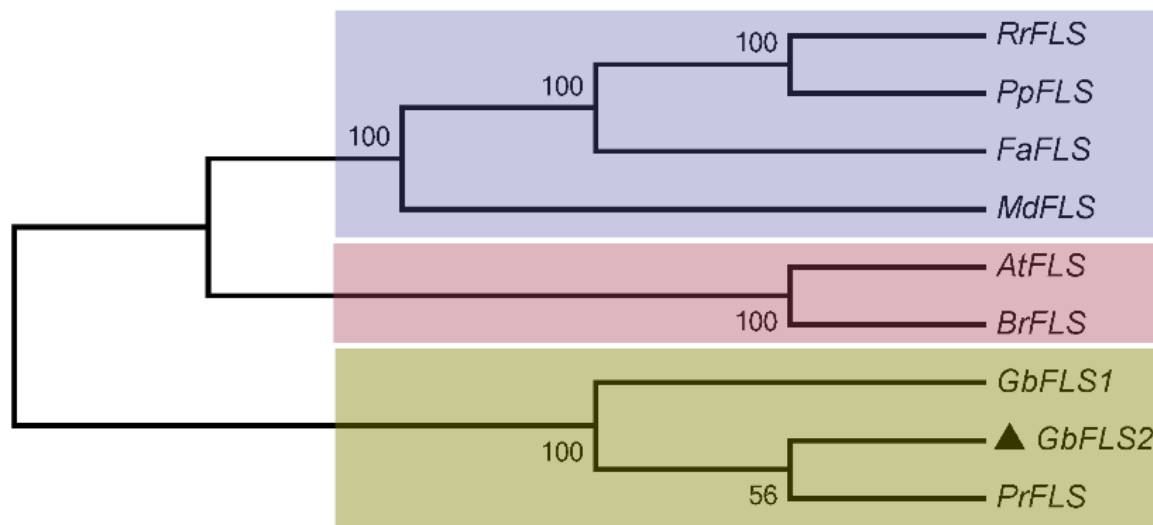 RrFLS
100
PpFLS
100
FaFLS
100
MdFLS
AtFLS
BrFLS
100
GbFLS1
GbFLS2
100
PrFLS
56